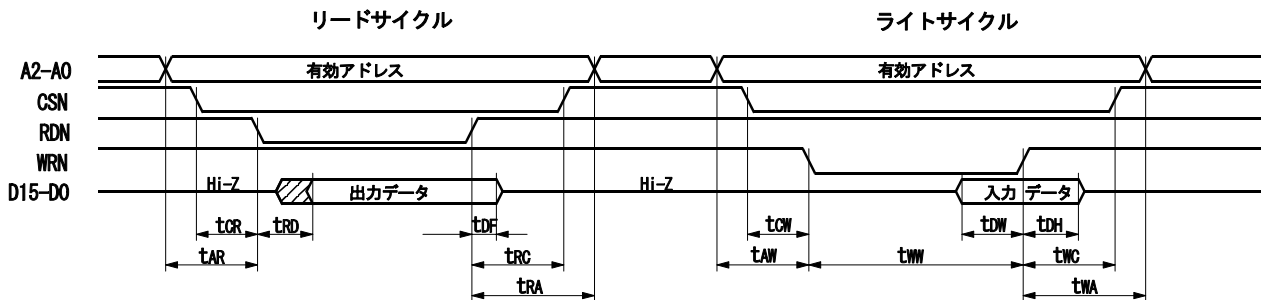 リードサイクル ライトサイクル
A2-A0 有効アドレス 有効アドレス
CSN
RDN
WRN
D15-D0 Hi-Z 出力データ Hi-Z 入力 データ
tCR tRD tDF tCW tDW tDH
tAR tRC tAW tWW tWC
tRA tWA